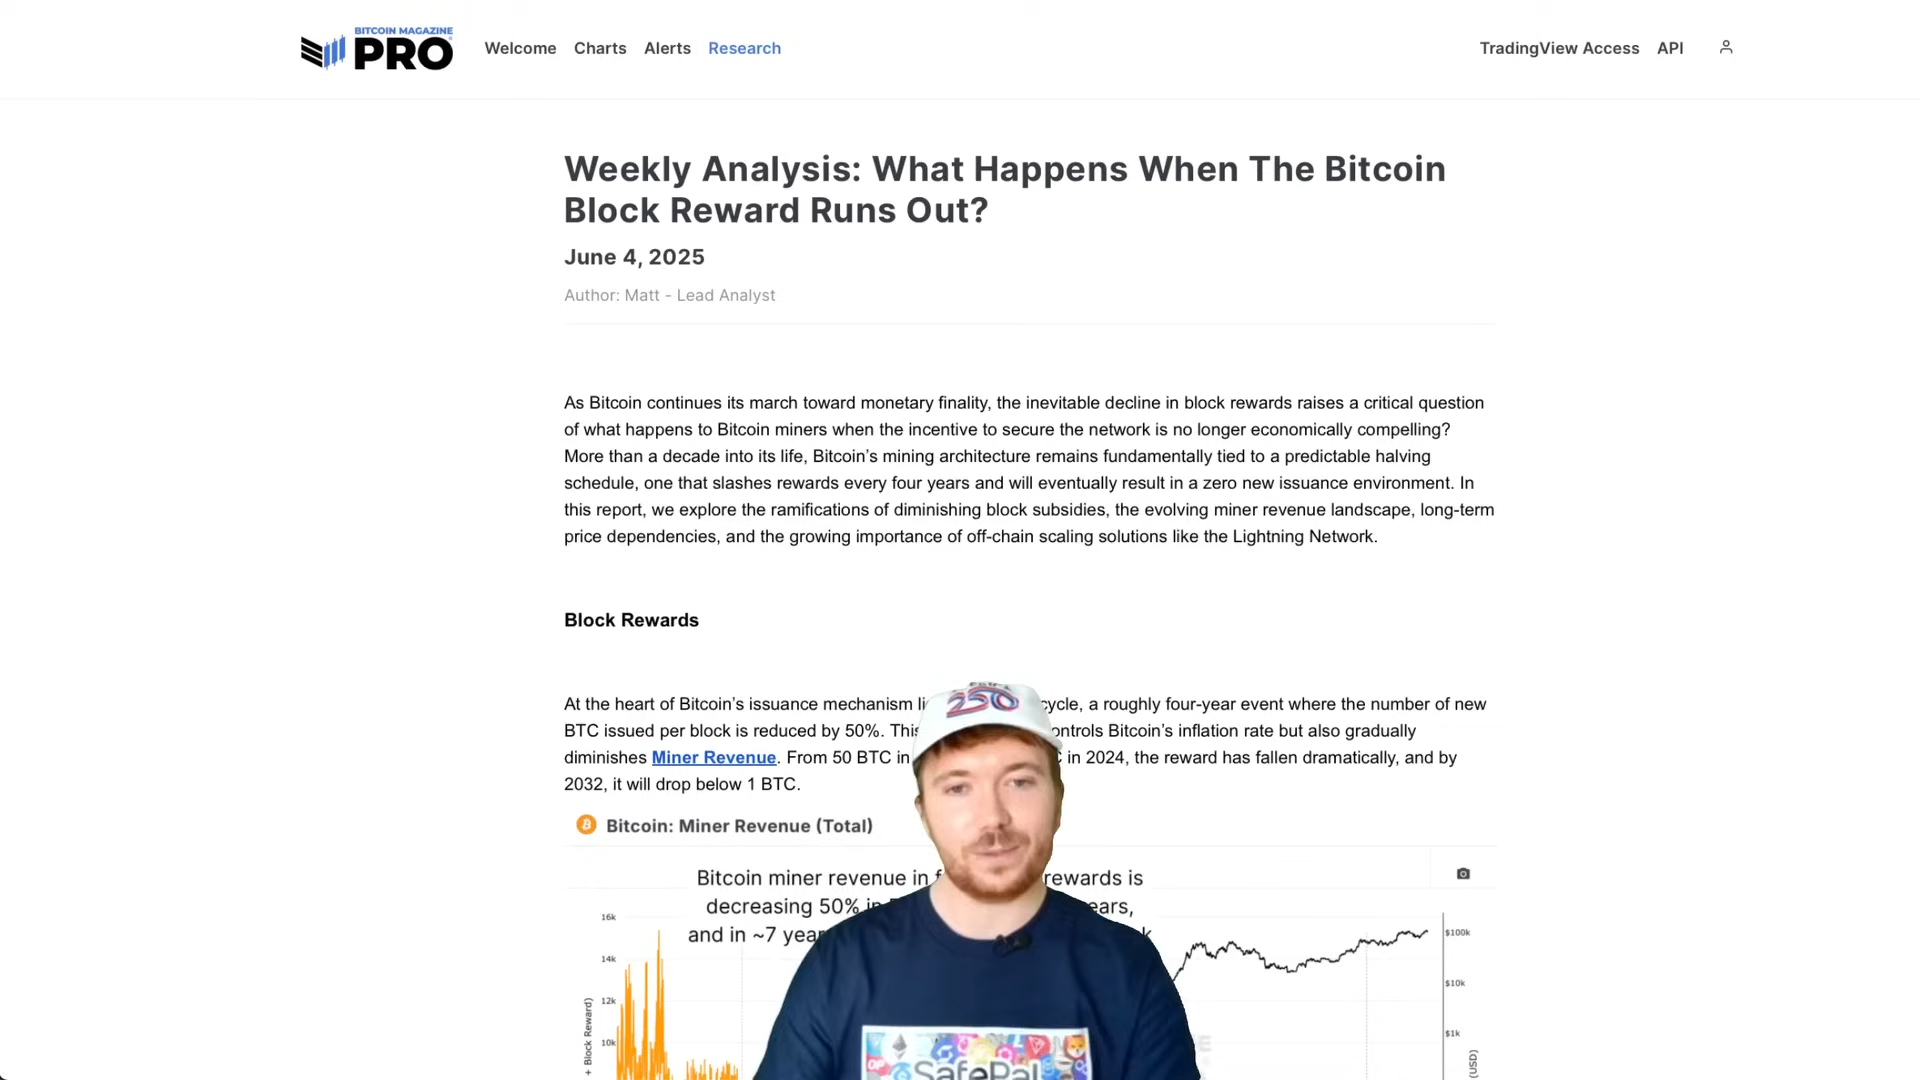 BITCOIN MAGAZINE
PRO
Welcome Charts Alerts Research
TradingView Access API
Weekly Analysis: What Happens When The Bitcoin
Block Reward Runs Out?
June 4, 2025
Author: Matt - Lead Analyst
As Bitcoin continues its march toward monetary finality, the inevitable decline in block rewards raises a critical question
of what happens to Bitcoin miners when the incentive to secure the network is no longer economically compelling?
More than a decade into its life, Bitcoin’s mining architecture remains fundamentally tied to a predictable halving
schedule, one that slashes rewards every four years and will eventually result in a zero new issuance environment. In
this report, we explore the ramifications of diminishing block subsidies, the evolving miner revenue landscape, long-term
price dependencies, and the growing importance of off-chain scaling solutions like the Lightning Network.
Block Rewards
At the heart of Bitcoin’s issuance mechanism cycle, a roughly four-year event where the number of new
BTC issued per block is reduced by 50%. This controls Bitcoin’s inflation rate but also gradually
diminishes Miner Revenue. From 50 BTC in in 2024, the reward has fallen dramatically, and by
2032, it will drop below 1 BTC.
Bitcoin: Miner Revenue (Total)
Bitcoin miner revenue in rewards is
decreasing 50% in
and in ~7
16k
14k
12k
10k
+ Block Reward)
$100k
$10k
$1k
(USD)
250
OP
SafePal